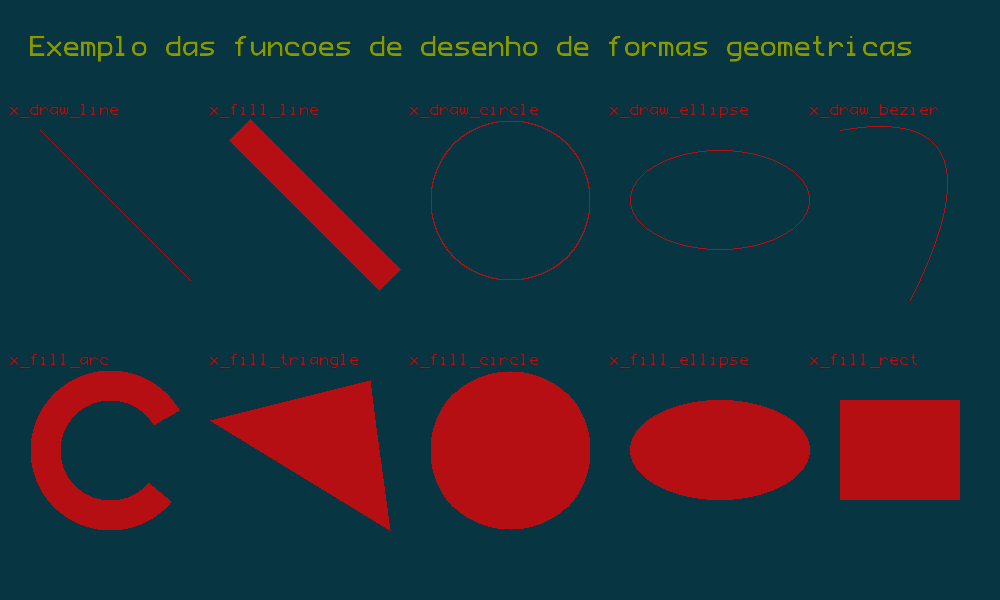 Exemplo das funcoes de desenho de formas geometricas
x_draw_line
x_fill_line
x_draw_circle
x_draw_ellipse
x_draw_bezier
x_fill_arc
x_fill_triangle
x_fill_circle
x_fill_ellipse
x_fill_rect